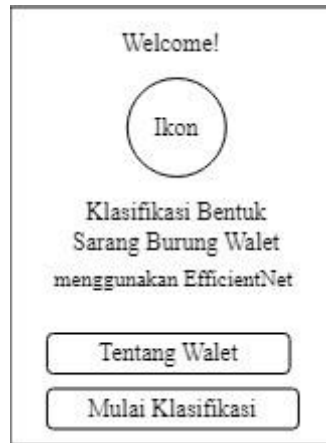 Welcome!
Ikon
Klasifikasi Bentuk
Sarang Burung Walet
menggunakan EfficientNet
Tentang Walet
Mulai Klasifikasi